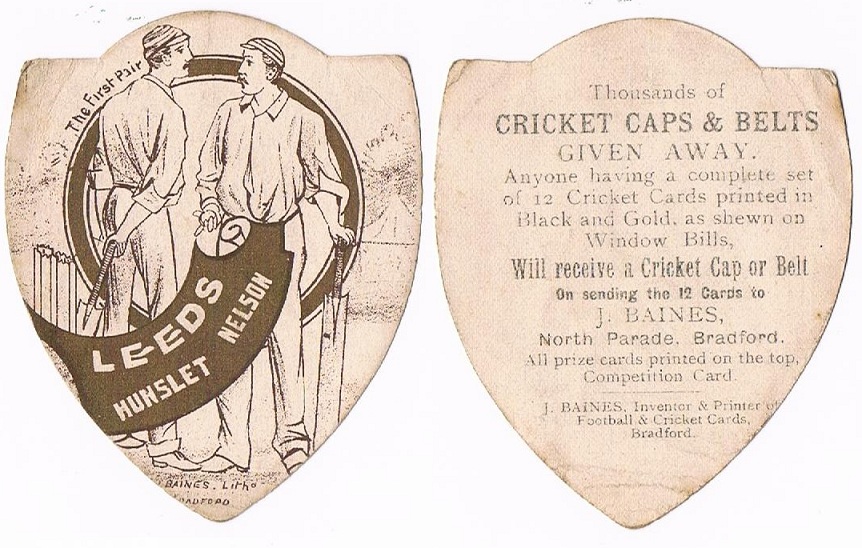 The First Pair
LEEDS
HUNSLET NELSON
BAINES. Litho
Thousands of
CRICKET CAPS & BELTS
GIVEN AWAY.
Anyone having a complete set
of 12 Cricket Cards printed in
Black and Gold, as shewn on
Window Bills,
Will receive a Cricket Cap or Belt
On sending the 12 Cards to
J. BAINES,
North Parade, Bradford.
All prize cards printed on the top,
Competition Card.
J. BAINES, Inventor & Printer of
Football & Cricket Cards,
Bradford.